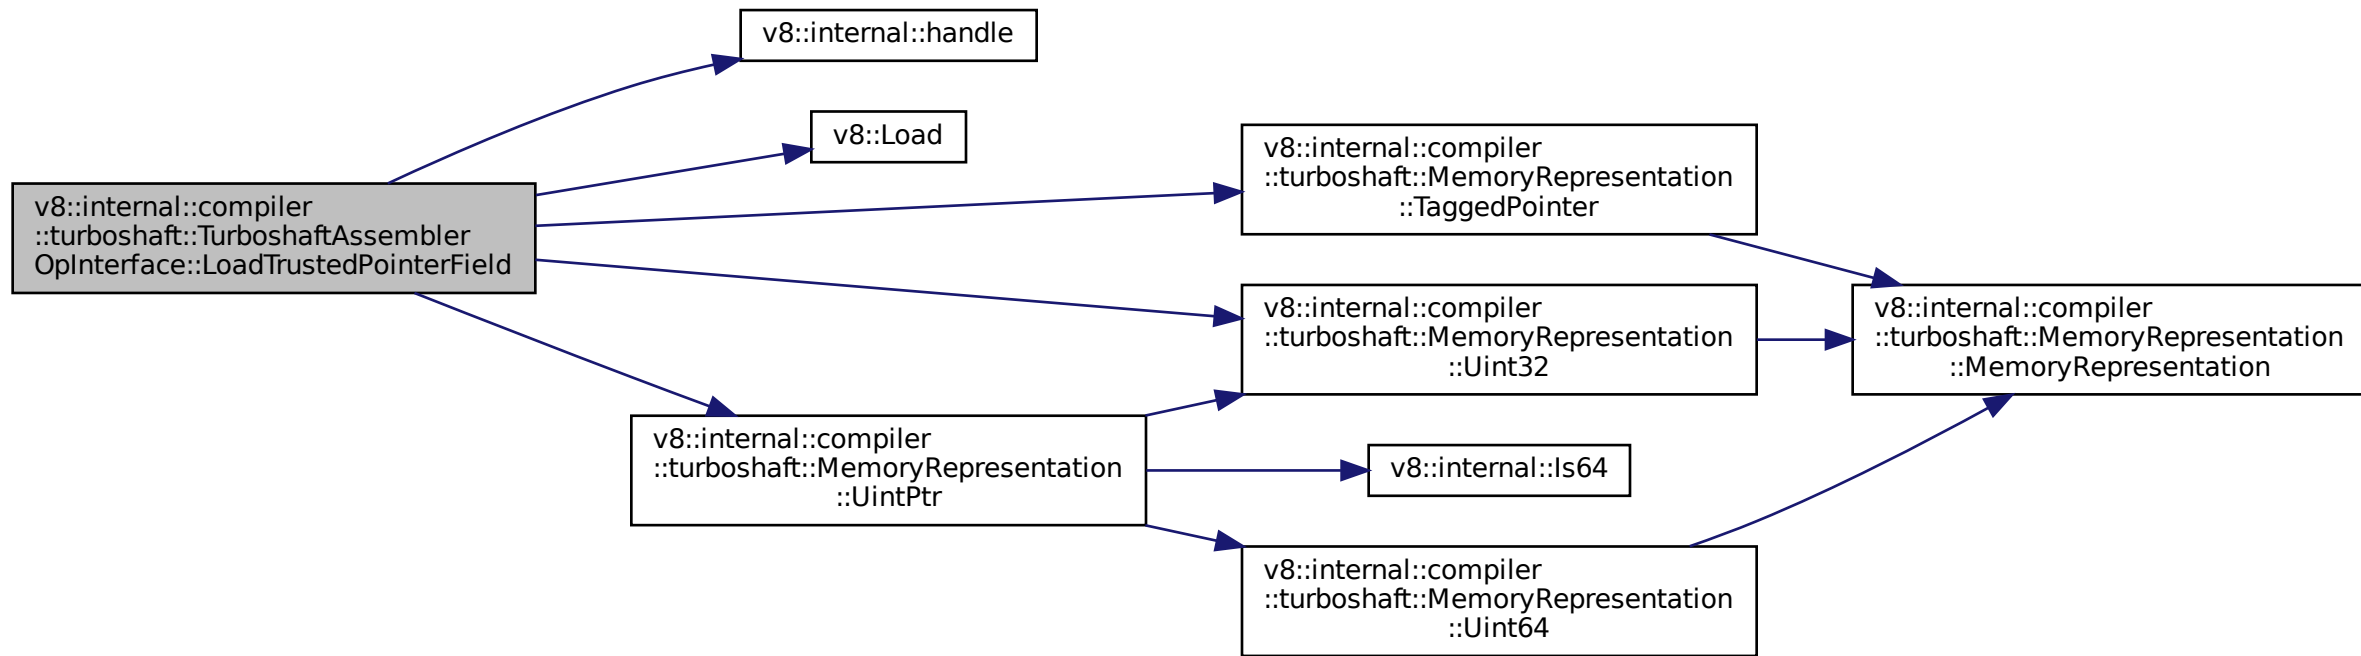 v8::internal::handle
v8::Load
v8::internal::compiler
::turboshaft::TurboshaftAssembler
OpInterface::LoadTrustedPointerField
v8::internal::compiler
::turboshaft::MemoryRepresentation
::TaggedPointer
v8::internal::compiler
::turboshaft::MemoryRepresentation
::Uint32
v8::internal::compiler
::turboshaft::MemoryRepresentation
::MemoryRepresentation
v8::internal::compiler
::turboshaft::MemoryRepresentation
::UintPtr
v8::internal::Is64
v8::internal::compiler
::turboshaft::MemoryRepresentation
::Uint64